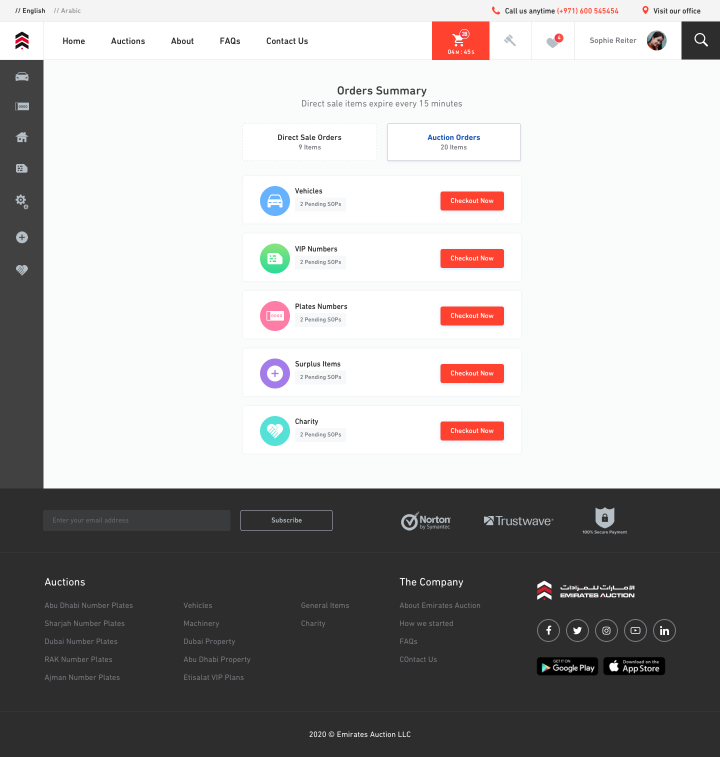 // English // Arabic
Call us anytime (+971) 600 545454
Visit our office
Home
Auctions
About
FAQs
Contact Us
04 H : 45 S
4
Sophie Reiter
Orders Summary
Direct sale items expire every 15 minutes
Direct Sale Orders
9 Items
Auction Orders
20 Items
Vehicles
2 Pending SOPs
Checkout Now
VIP Numbers
2 Pending SOPs
Checkout Now
Plates Numbers
2 Pending SOPs
Checkout Now
Surplus Items
2 Pending SOPs
Checkout Now
Charity
2 Pending SOPs
Checkout Now
Enter your email address
Subscribe
Norton
by Symantec
Trustwave
100% Secure Payment
Auctions
Abu Dhabi Number Plates
Sharjah Number Plates
Dubai Number Plates
RAK Number Plates
Ajman Number Plates
Vehicles
Machinery
Dubai Property
Abu Dhabi Property
Etisalat VIP Plans
General Items
Charity
The Company
About Emirates Auction
How we started
FAQs
COntact Us
الإمارات للمزادات
EMIRATES AUCTION
GET IT ON
Google Play
Download on the
App Store
2020 © Emirates Auction LLC